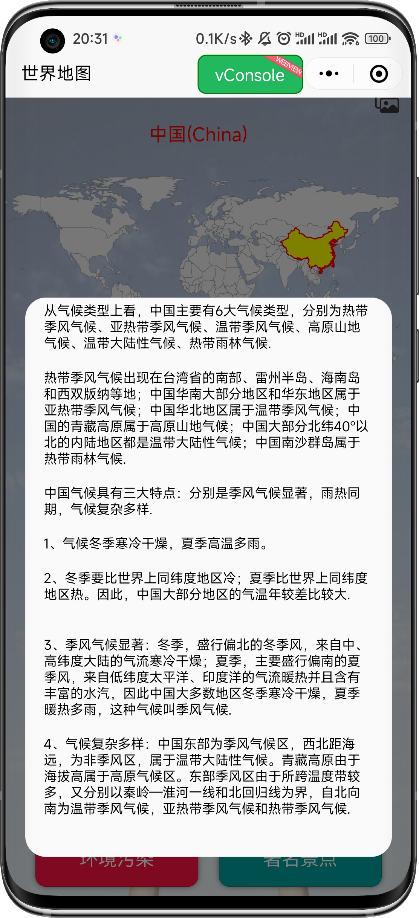 20:31
0.1K/s
HD
HD
100
世界地图
vConsole
WEBVIEW
中国(China)
从气候类型上看，中国主要有6大气候类型，分别为热带
季风气候、亚热带季风气候、温带季风气候、高原山地
气候、温带大陆性气候、热带雨林气候.
热带季风气候出现在台湾省的南部、雷州半岛、海南岛
和西双版纳等地；中国华南大部分地区和华东地区属于
亚热带季风气候；中国华北地区属于温带季风气候；中
国的青藏高原属于高原山地气候；中国大部分北纬40°以
北的内陆地区都是温带大陆性气候；中国南沙群岛属于
热带雨林气候.
中国气候具有三大特点：分别是季风气候显著，雨热同
期，气候复杂多样.
1、气候冬季寒冷干燥，夏季高温多雨。
2、冬季要比世界上同纬度地区冷；夏季比世界上同纬度
地区热。因此，中国大部分地区的气温年较差比较大.
3、季风气候显著：冬季，盛行偏北的冬季风，来自中、
高纬度大陆的气流寒冷干燥；夏季，主要盛行偏南的夏
季风，来自低纬度太平洋、印度洋的气流暖热并且含有
丰富的水汽，因此中国大多数地区冬季寒冷干燥，夏季
暖热多雨，这种气候叫季风气候.
4、气候复杂多样：中国东部为季风气候区，西北距海
远，为非季风区，属于温带大陆性气候。青藏高原由于
海拔高属于高原气候区。东部季风区由于所跨温度带较
多，又分别以秦岭—淮河一线和北回归线为界，自北向
南为温带季风气候，亚热带季风气候和热带季风气候.
环境污染
著名景点